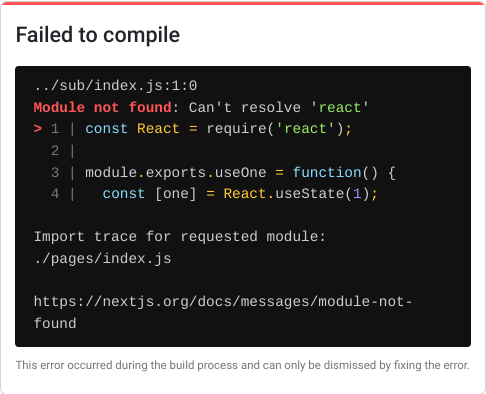 Failed to compile
../sub/index.js:1:0
Module not found: Can't resolve 'react'
> 1 | const React = require('react');
  2 |
  3 | module.exports.useOne = function() {
  4 |   const [one] = React.useState(1);
Import trace for requested module:
./pages/index.js
https://nextjs.org/docs/messages/module-not-
found
This error occurred during the build process and can only be dismissed by fixing the error.